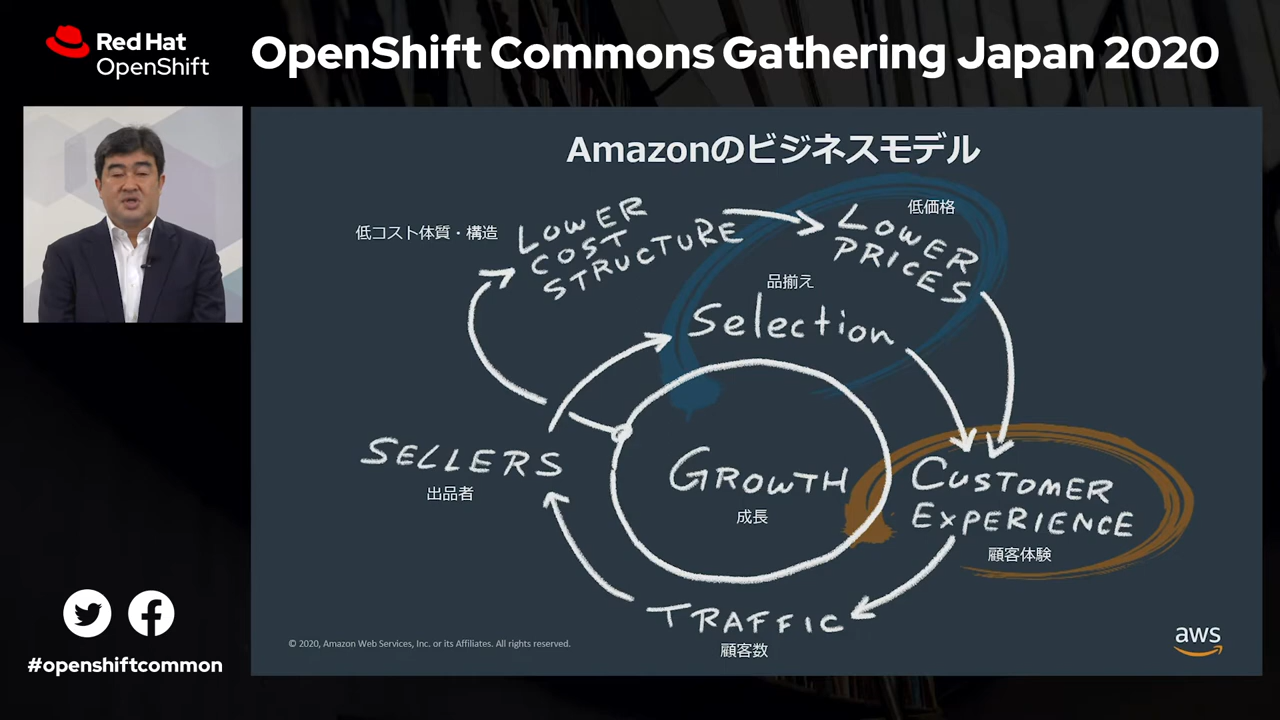 Red Hat
OpenShift
OpenShift Commons Gathering Japan 2020
Amazonのビジネスモデル
低コスト体質・構造
LOWER
COST
STRUCTURE
低価格
LOWER
PRICES
品揃え
Selection
SELLERS
出品者
GROWTH
成長
CUSTOMER
EXPERIENCE
顧客体験
TRAFFIC
顧客数
© 2020, Amazon Web Services, Inc. or its Affiliates. All rights reserved.
aws
#openshiftcommon